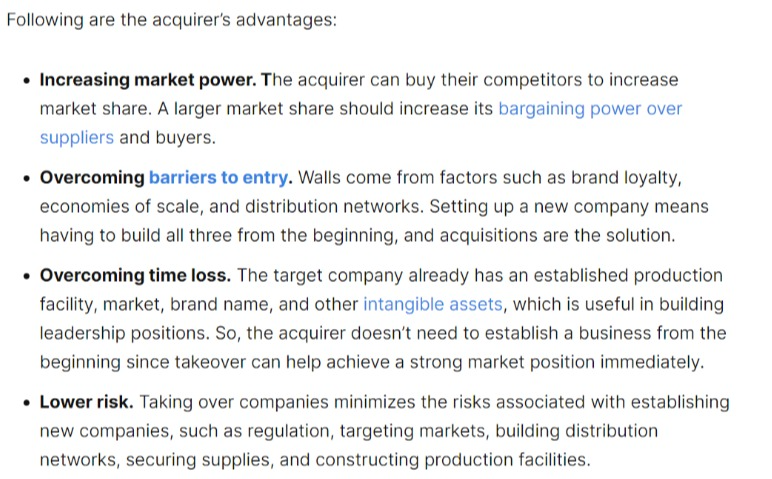 Following are the acquirer’s advantages:
• Increasing market power. The acquirer can buy their competitors to increase
market share. A larger market share should increase its bargaining power over
suppliers and buyers.
• Overcoming barriers to entry. Walls come from factors such as brand loyalty,
economies of scale, and distribution networks. Setting up a new company means
having to build all three from the beginning, and acquisitions are the solution.
• Overcoming time loss. The target company already has an established production
facility, market, brand name, and other intangible assets, which is useful in building
leadership positions. So, the acquirer doesn’t need to establish a business from the
beginning since takeover can help achieve a strong market position immediately.
• Lower risk. Taking over companies minimizes the risks associated with establishing
new companies, such as regulation, targeting markets, building distribution
networks, securing supplies, and constructing production facilities.